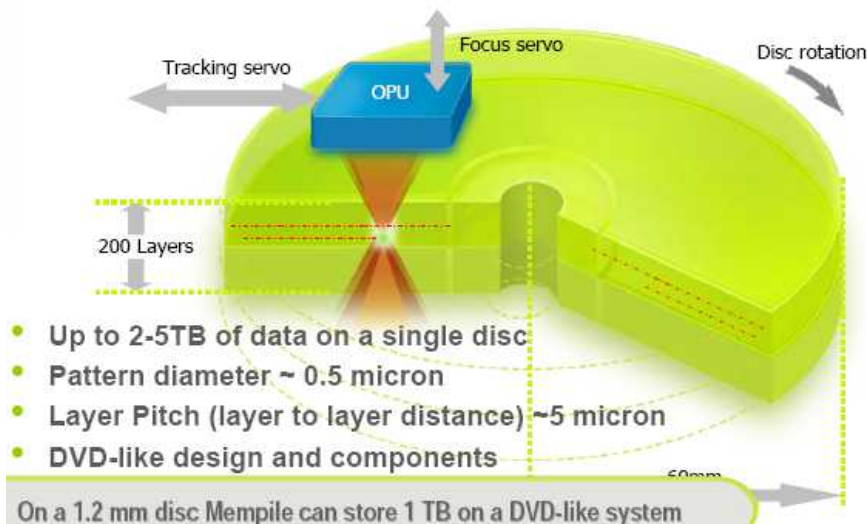 Focus servo
Tracking servo
Disc rotation
OPU
200 Layers
• Up to 2-5TB of data on a single disc
• Pattern diameter ~ 0.5 micron
• Layer Pitch (layer to layer distance) ~5 micron
• DVD-like design and components
60mm
On a 1.2 mm disc Mempile can store 1 TB on a DVD-like system